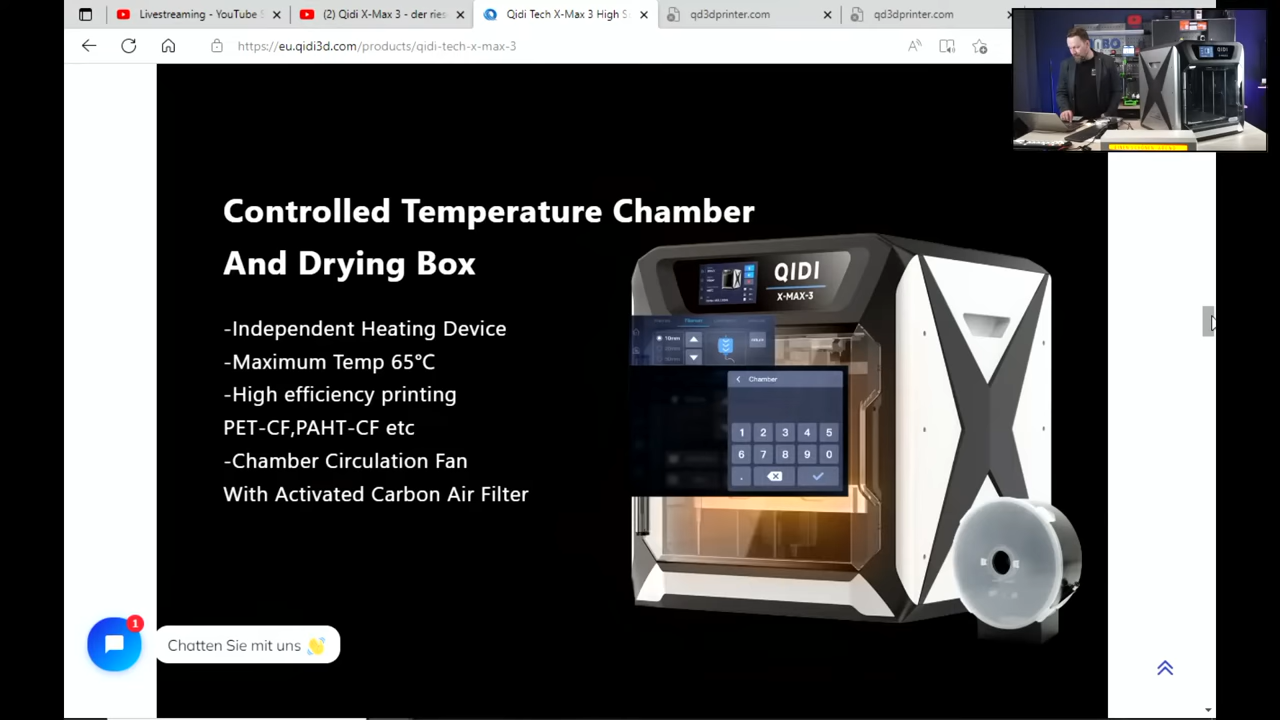 Livestreaming - YouTube S
(2) Qidi X-Max 3 - der ries
Qidi Tech X-Max 3 High S
qd3dprinter.com
qd3dprinter.com
https://eu.qidi3d.com/products/qidi-tech-x-max-3
Controlled Temperature Chamber
And Drying Box
-Independent Heating Device
-Maximum Temp 65°C
-High efficiency printing
PET-CF,PAHT-CF etc
-Chamber Circulation Fan
With Activated Carbon Air Filter
QIDI
X-MAX-3
10mm
Chamber
1 2 3 4 5
6 7 8 9 0
.
1
Chatten Sie mit uns 👋
QIDI